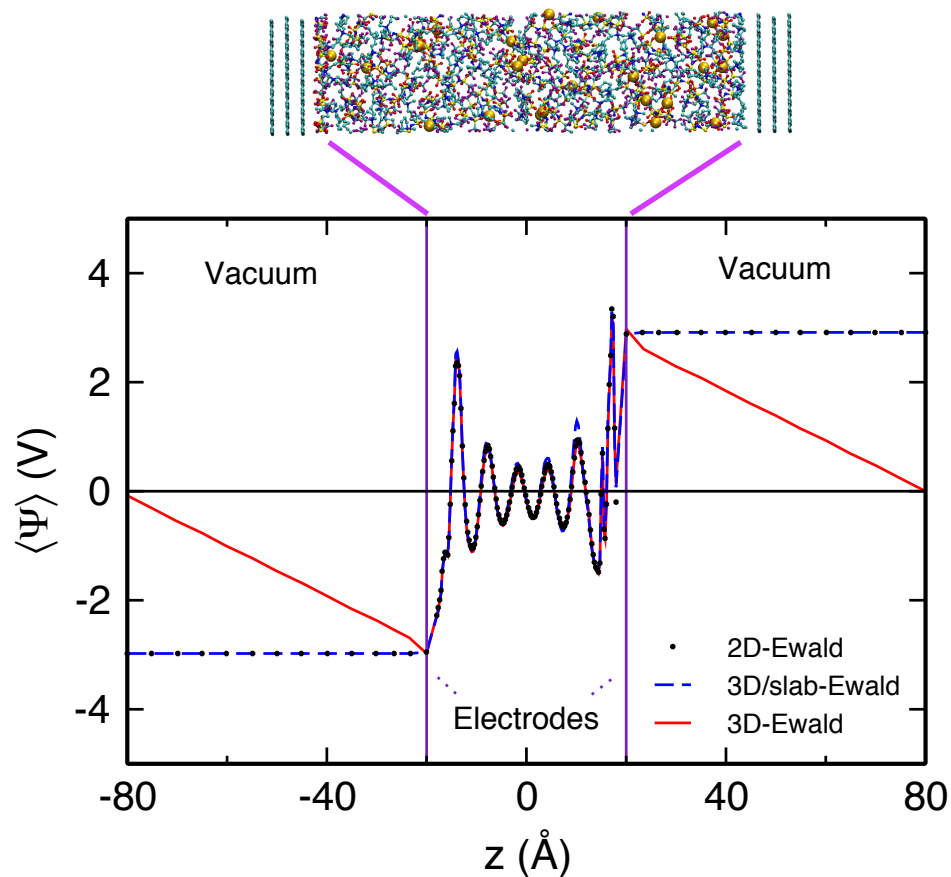 Vacuum
Vacuum
4
2
0
-2
-4
⟨Ψ⟩ (V)
2D-Ewald
3D/slab-Ewald
3D-Ewald
Electrodes
-80
-40
0
40
80
z (Å)